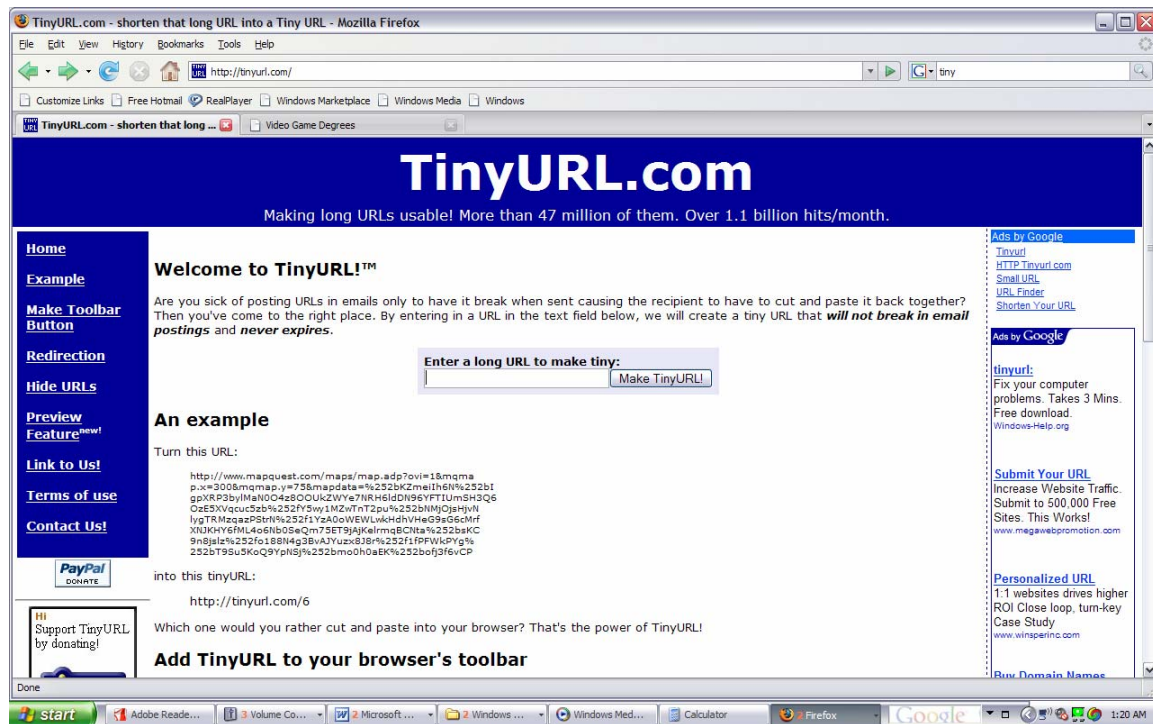 TinyURL.com - shorten that long URL into a Tiny URL - Mozilla Firefox
File Edit View History Bookmarks Tools Help
http://tinyurl.com/
tiny
Customize Links Free Hotmail RealPlayer Windows Marketplace Windows Media Windows
TinyURL.com - shorten that long ... Video Game Degrees
TinyURL.com
Making long URLs usable! More than 47 million of them. Over 1.1 billion hits/month.
Home
Example
Make Toolbar
Button
Redirection
Hide URLs
Preview
Feature new!
Link to Us!
Terms of use
Contact Us!
PayPal
DONATE
Hi
Support TinyURL
by donating!
Welcome to TinyURL!™
Are you sick of posting URLs in emails only to have it break when sent causing the recipient to have to cut and paste it back together?
Then you've come to the right place. By entering in a URL in the text field below, we will create a tiny URL that will not break in email
postings and never expires.
Enter a long URL to make tiny:
Make TinyURL!
An example
Turn this URL:
http://www.mapquest.com/maps/map.adp?ovi=1&mqma
p.x=300&mqmap.y=75&mapdata=%252bKZmeiIh6N%252bI
gpXRP3bylMaN0O4z8OOUkZWYe7NRH6ldDN96YFTIUmSH3Q6
OzE5XVqcuc5zb%252fY5wy1MZwTnT2pu%252bNMjOjsHjvN
lygTRMzqazPStrN%252f1YzA0oWEWLwkHdhVHeG9sG6cMrf
XNJKHY6fML4o6Nb0SeQm75ET9jAjKelrmqBCNta%252bsKC
9n8jslz%252fo188N4g3BvAJYuzx8J8r%252f1fPFWkPYg%
252bT9Su5KoQ9YpNSj%252bmo0h0aEK%252bofj3f6vCP
into this tinyURL:
http://tinyurl.com/6
Which one would you rather cut and paste into your browser? That's the power of TinyURL!
Add TinyURL to your browser's toolbar
Ads by Google
Tinyurl
HTTP Tinyurl com
Small URL
URL Finder
Shorten Your URL
Ads by Google
tinyurl:
Fix your computer
problems. Takes 3 Mins.
Free download.
Windows-Help.org
Submit Your URL
Increase Website Traffic.
Submit to 500,000 Free
Sites. This Works!
www.megawebpromotion.com
Personalized URL
1:1 websites drives higher
ROI Close loop, turn-key
Case Study
www.winsperinc.com
Buy Domain Names
Done
start Adobe Reade... 3 Volume Co... 2 Microsoft ... 2 Windows ... Windows Med... Calculator 2 Firefox Google 1:20 AM